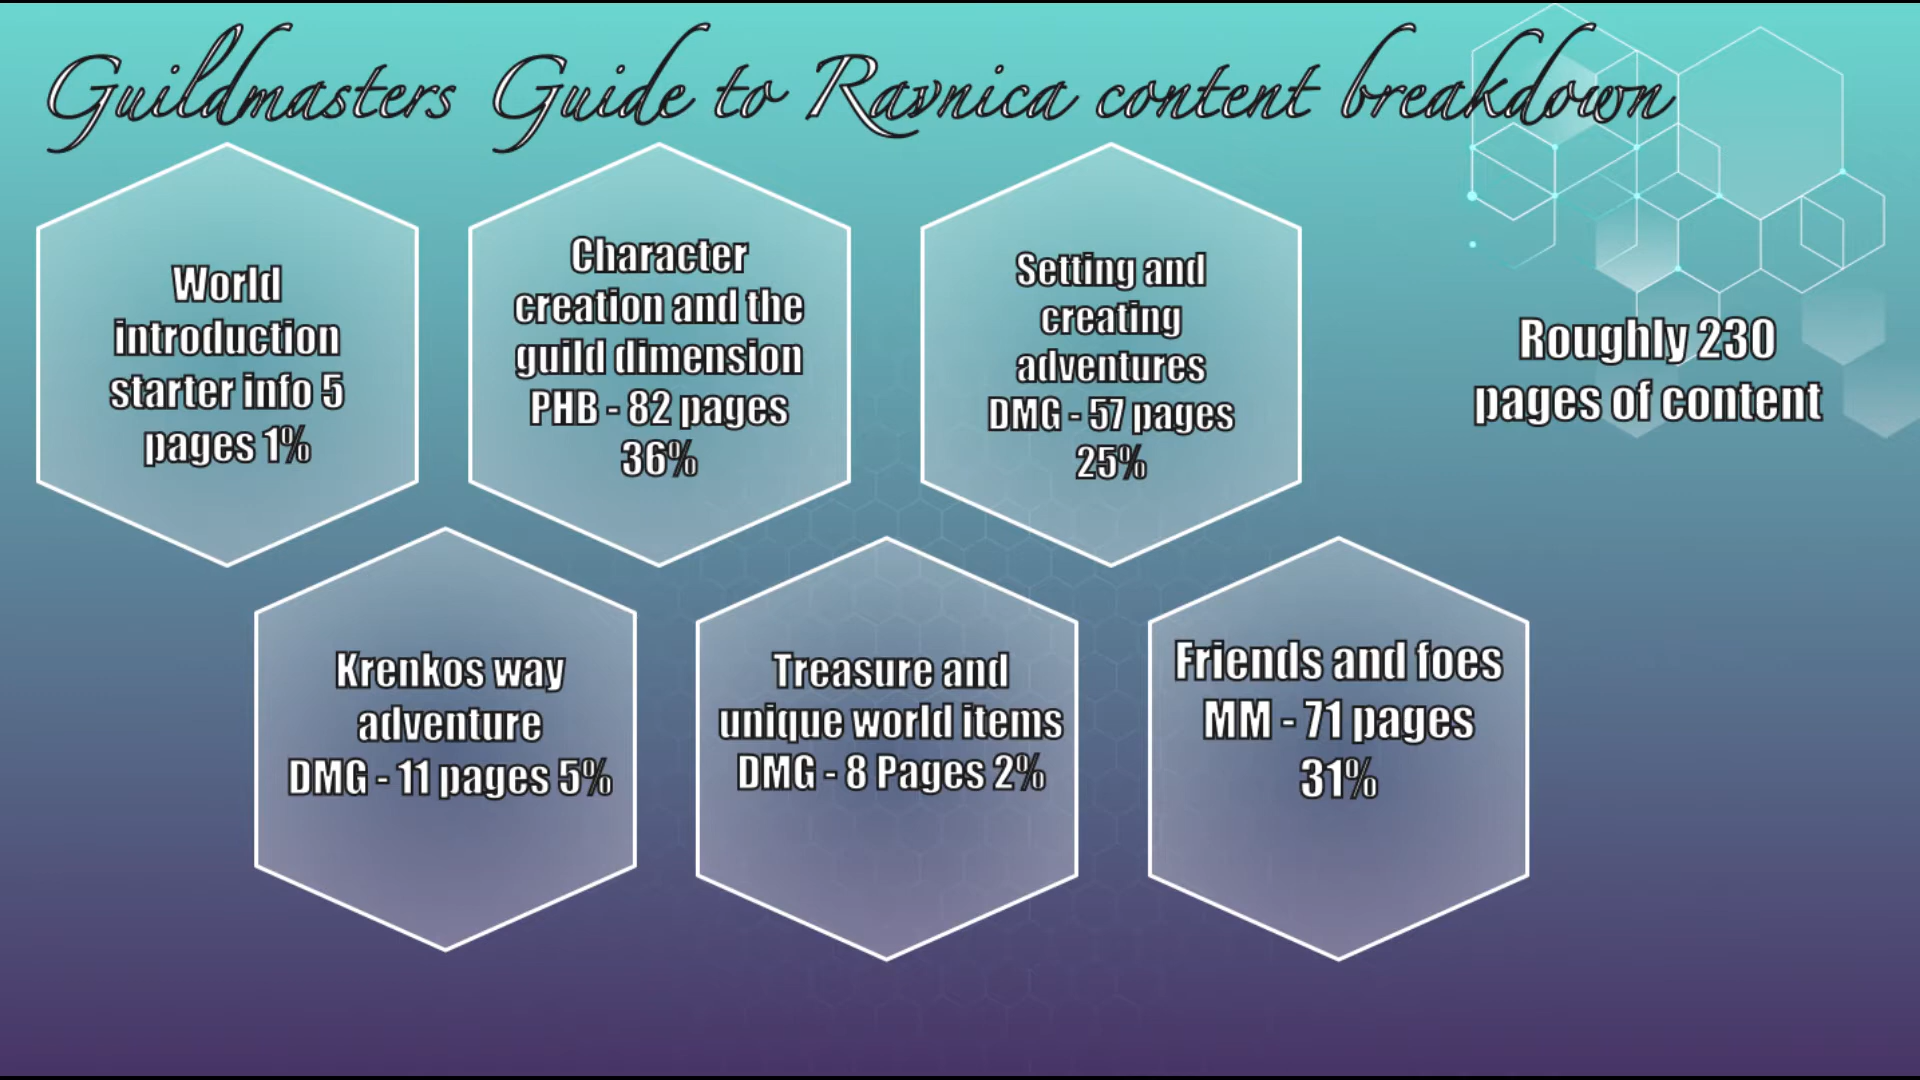 Guildmasters Guide to Ravnica content breakdown
World
introduction
starter info 5
pages 1%
Character
creation and the
guild dimension
PHB - 82 pages
36%
Setting and
creating
adventures
DMG - 57 pages
25%
Roughly 230
pages of content
Krenkos way
adventure
DMG - 11 pages 5%
Treasure and
unique world items
DMG - 8 Pages 2%
Friends and foes
MM - 71 pages
31%